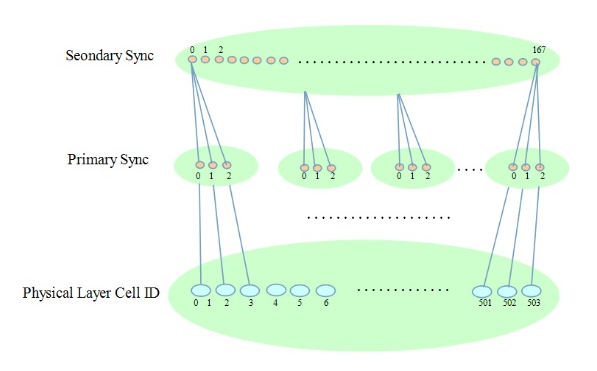 Seondary Sync
0 1 2 167
Primary Sync
0 1 2 0 1 2 0 1 2 0 1 2
Physical Layer Cell ID
0 1 2 3 4 5 6 501 502 503